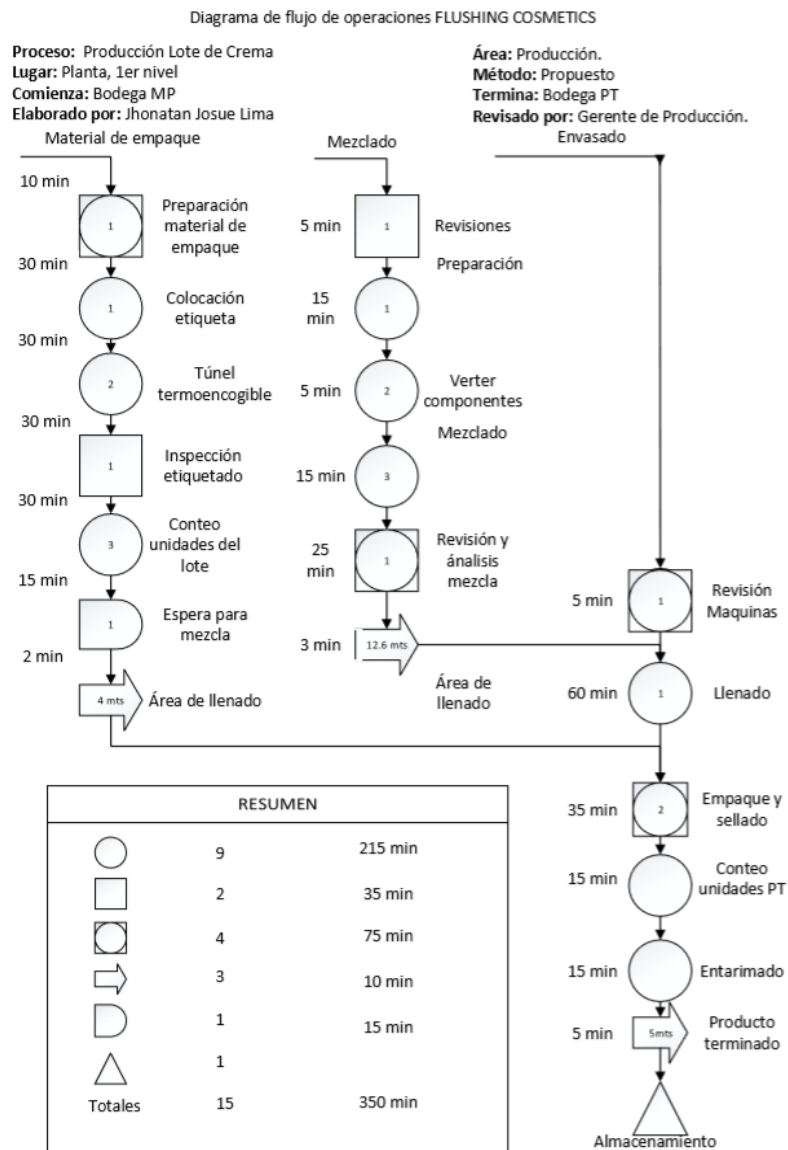 Diagrama de flujo de operaciones FLUSHING COSMETICS
Proceso: Producción Lote de Crema
Lugar: Planta, 1er nivel
Comienza: Bodega MP
Elaborado por: Jhonatan Josue Lima
Área: Producción.
Método: Propuesto
Termina: Bodega PT
Revisado por: Gerente de Producción.
Material de empaque
10 min
1
Preparación
material de
empaque
30 min
1
Colocación
etiqueta
30 min
2
Túnel
termoencogible
30 min
1
Inspección
etiquetado
30 min
3
Conteo
unidades del
lote
15 min
1
Espera para
mezcla
2 min
4 mts
Área de llenado
Mezclado
5 min
1
Revisiones
Preparación
15
min
1
5 min
2
Verter
componentes
Mezclado
15 min
3
25
min
1
Revisión y
ánalisis
mezcla
3 min
12.6 mts
Área de
llenado
Envasado
5 min
1
Revisión
Maquinas
60 min
1
Llenado
35 min
2
Empaque y
sellado
15 min
Conteo
unidades PT
15 min
Entarimado
5 min
5mts
Producto
terminado
Almacenamiento
RESUMEN
9 215 min
2 35 min
4 75 min
3 10 min
1 15 min
1
Totales 15 350 min